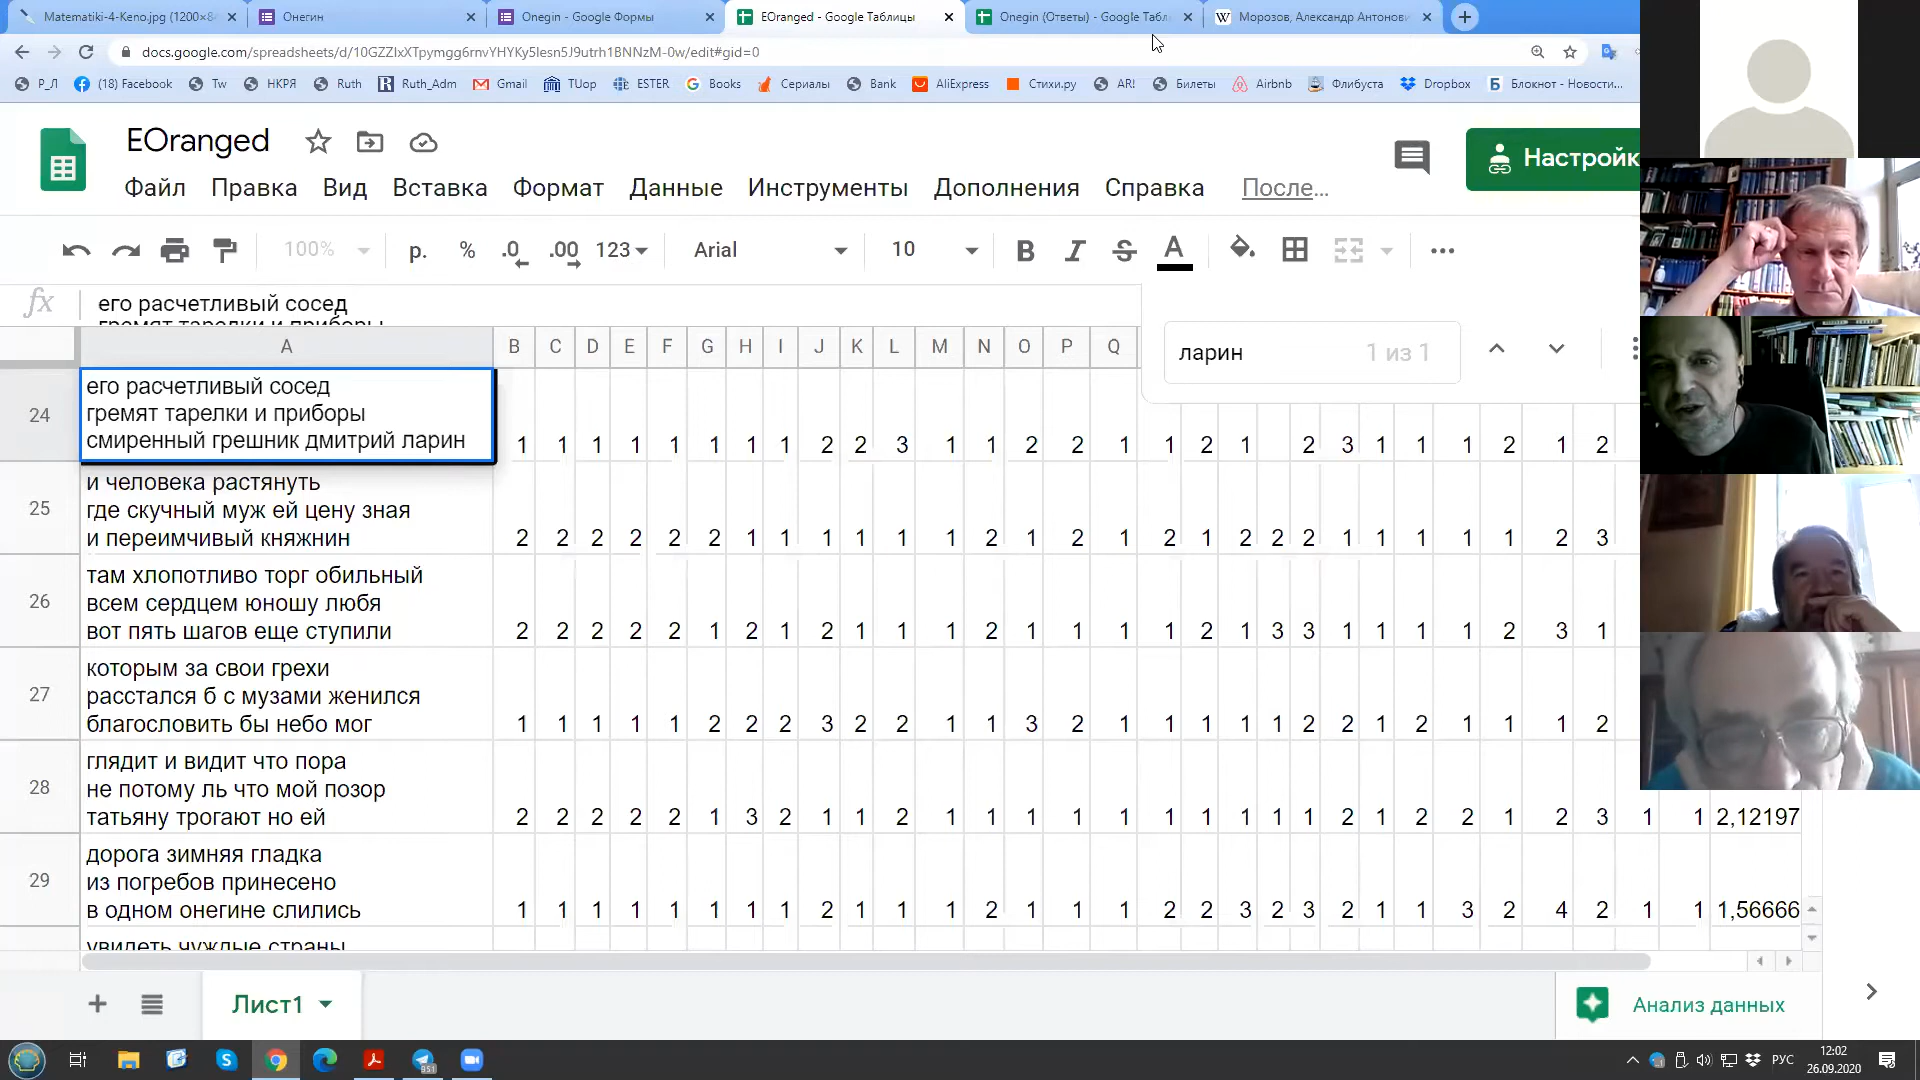 Matematiki-4-Keno.jpg (1200×8
Онегин
Onegin - Google Формы
EOranged - Google Таблицы
Onegin (Ответы) - Google Табл
Морозов, Александр Антонови
docs.google.com/spreadsheets/d/10GZZIxXTpymgg6rnvYHYKy5lesn5J9utrh1BNNzM-0w/edit#gid=0
Р_Л
(18) Facebook
Tw
НКРЯ
Ruth
Ruth_Adm
Gmail
TUop
ESTER
Books
Сериалы
Bank
AliExpress
Стихи.ру
AR!
Билеты
Airbnb
Флибуста
Dropbox
Блокнот - Новости...
EOranged
Настройк
Файл Правка Вид Вставка Формат Данные Инструменты Дополнения Справка После...
100% р. % .0 .00 123 Arial 10 B I S A
fx его расчетливый сосед
ларин 1 из 1
A B C D E F G H I J K L M N O P Q
24
его расчетливый сосед
гремят тарелки и приборы
смиренный грешник дмитрий ларин
1 1 1 1 1 1 1 1 2 2 3 1 1 2 2 1 1 2 1 2 3 1 1 1 2 1 2
25
и человека растянуть
где скучный муж ей цену зная
и переимчивый княжнин
2 2 2 2 2 2 1 1 1 1 1 1 2 1 2 1 2 1 2 2 2 1 1 1 1 1 2 3
26
там хлопотливо торг обильный
всем сердцем юношу любя
вот пять шагов еще ступили
2 2 2 2 2 1 2 1 2 1 1 1 2 1 1 1 1 2 1 3 3 1 1 1 1 2 3 1
27
которым за свои грехи
расстался б с музами женился
благословить бы небо мог
1 1 1 1 1 2 2 2 3 2 2 1 1 3 2 1 1 1 1 1 2 2 1 2 1 1 1 2
28
глядит и видит что пора
не потому ль что мой позор
татьяну трогают но ей
2 2 2 2 2 1 3 2 1 1 2 1 1 1 1 1 1 1 1 1 1 2 1 2 2 1 2 3 1 1 2,12197
29
дорога зимняя гладка
из погребов принесено
в одном онегине слились
1 1 1 1 1 1 1 1 2 1 1 1 2 1 1 1 2 2 3 2 3 2 1 1 3 2 4 2 1 1 1,56666
увидеть чуждые страны
Лист1
Анализ данных
951
РУС
12:02
26.09.2020